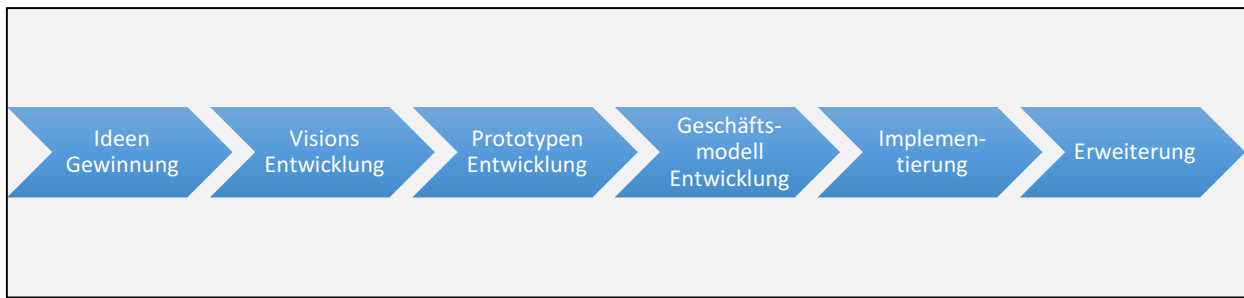 Ideen
Gewinnung
Visions
Entwicklung
Prototypen
Entwicklung
Geschäfts-
modell
Entwicklung
Implemen-
tierung
Erweiterung